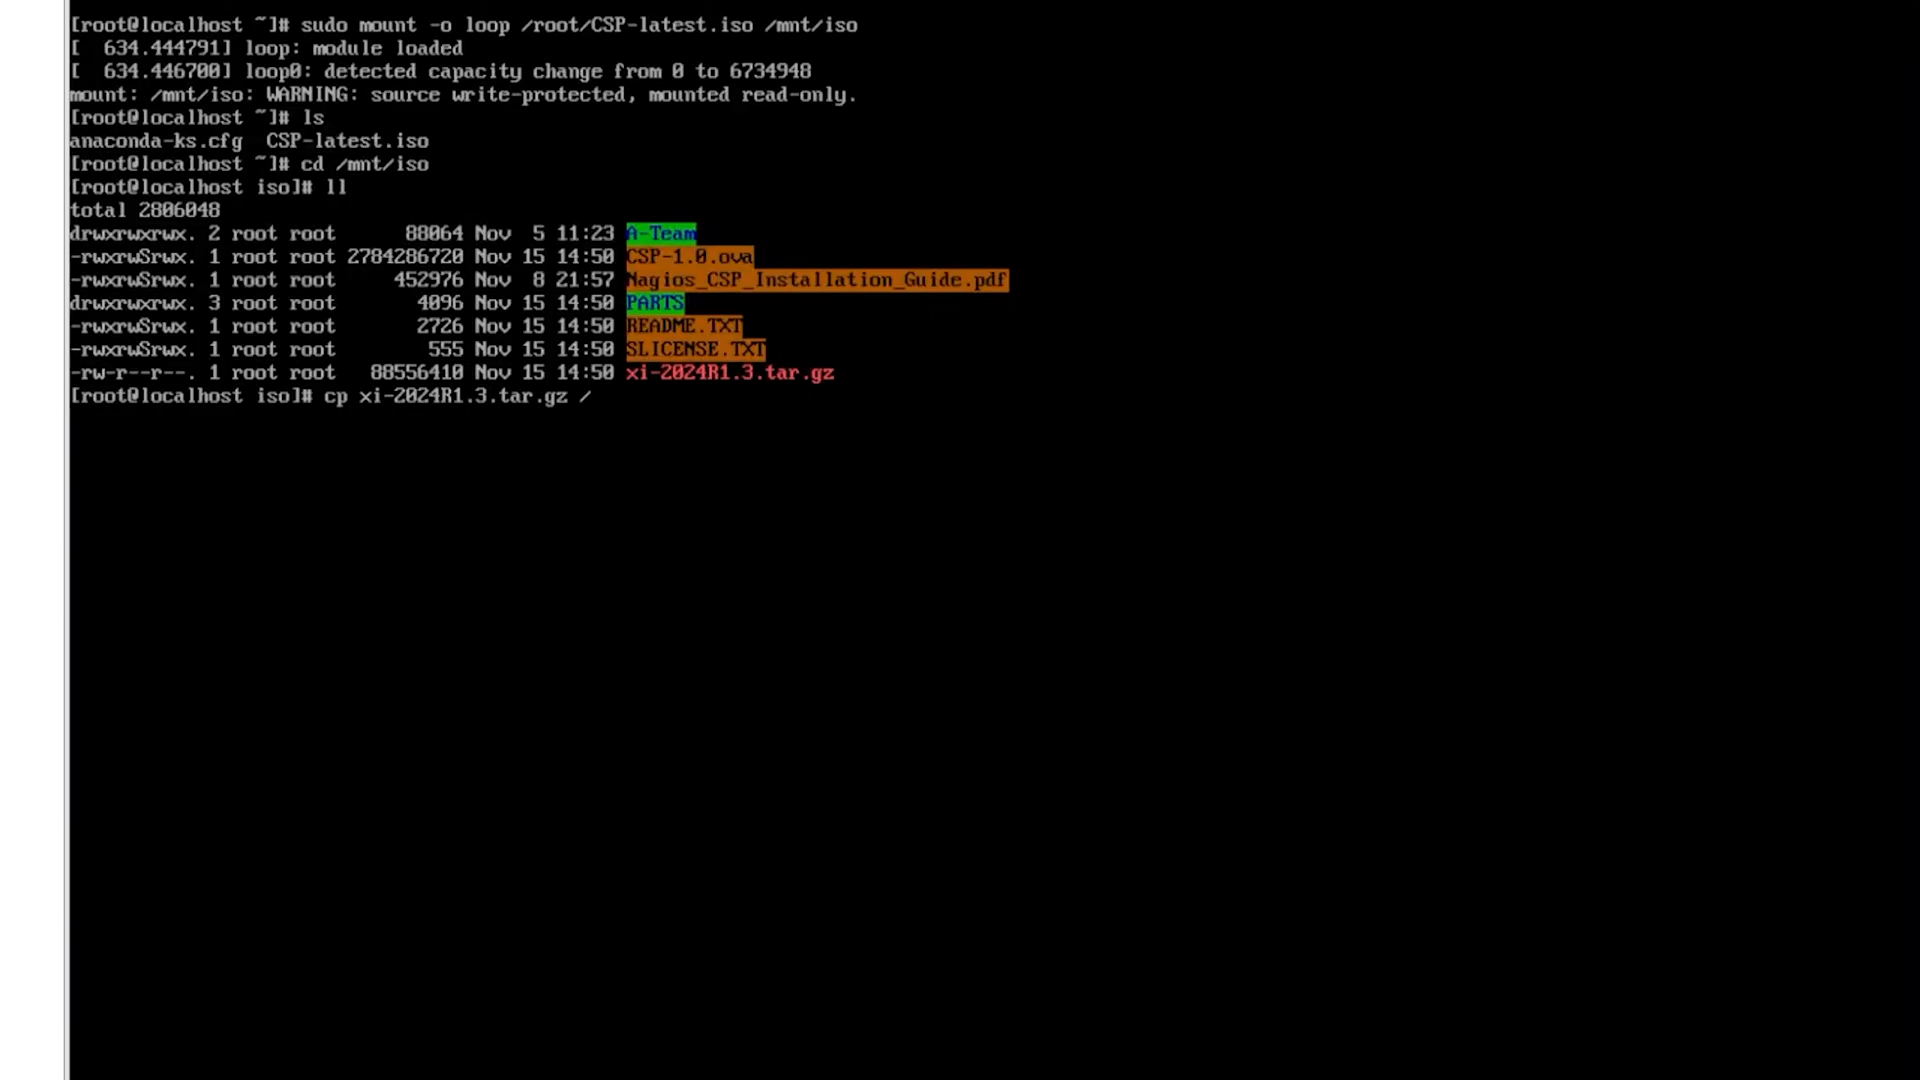 [root@localhost ~]# sudo mount -o loop /root/CSP-latest.iso /mnt/iso
[  634.444791] loop: module loaded
[  634.446700] loop0: detected capacity change from 0 to 6734948
mount: /mnt/iso: WARNING: source write-protected, mounted read-only.
[root@localhost ~]# ls
anaconda-ks.cfg  CSP-latest.iso
[root@localhost ~]# cd /mnt/iso
[root@localhost iso]# ll
total 2806048
drwxrwxrwx. 2 root root      88064 Nov  5 11:23 A-Team
-rwxrwSrwx. 1 root root 2784286720 Nov 15 14:50 CSP-1.0.ova
-rwxrwSrwx. 1 root root     452976 Nov  8 21:57 Nagios_CSP_Installation_Guide.pdf
drwxrwxrwx. 3 root root       4096 Nov 15 14:50 PARTS
-rwxrwSrwx. 1 root root       2726 Nov 15 14:50 README.TXT
-rwxrwSrwx. 1 root root        555 Nov 15 14:50 SLICENSE.TXT
-rw-r--r--. 1 root root   88556410 Nov 15 14:50 xi-2024R1.3.tar.gz
[root@localhost iso]# cp xi-2024R1.3.tar.gz /